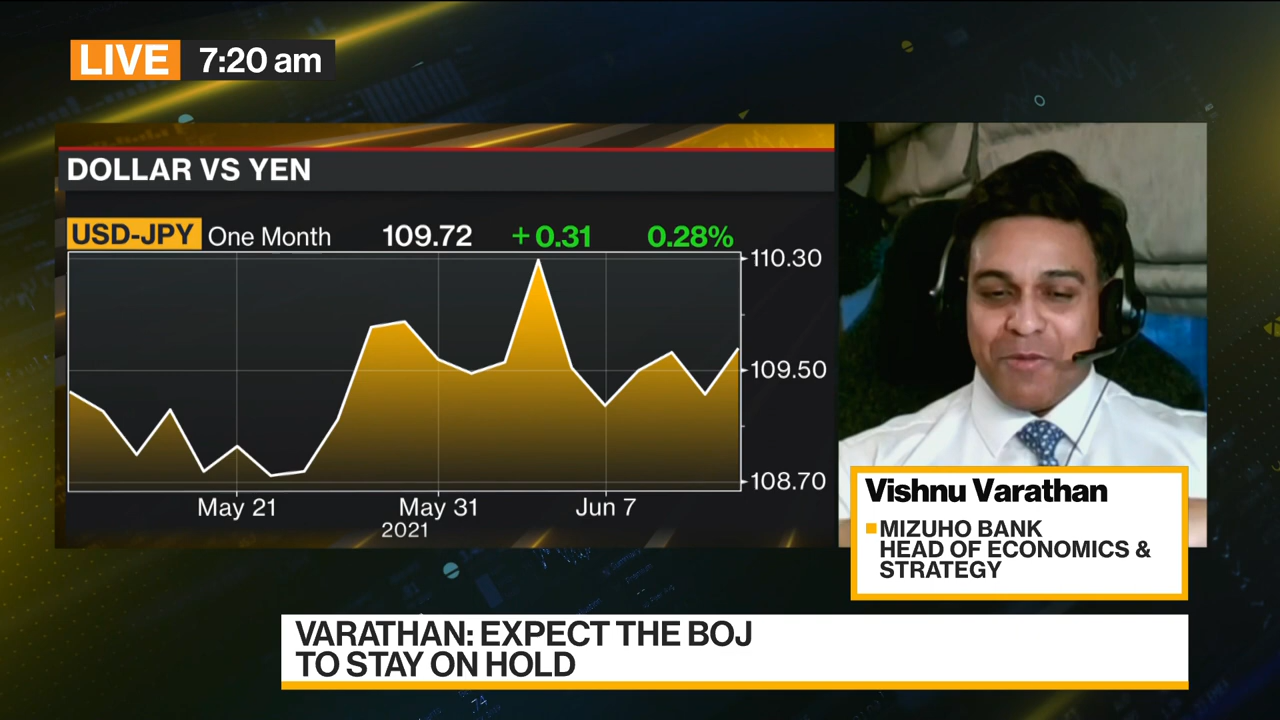 LIVE 7:20 am
DOLLAR VS YEN
USD-JPY One Month 109.72 +0.31 0.28%
110.30
109.50
108.70
May 21 May 31 Jun 7
2021
Vishnu Varathan
MIZUHO BANK
HEAD OF ECONOMICS &
STRATEGY
VARATHAN: EXPECT THE BOJ
TO STAY ON HOLD